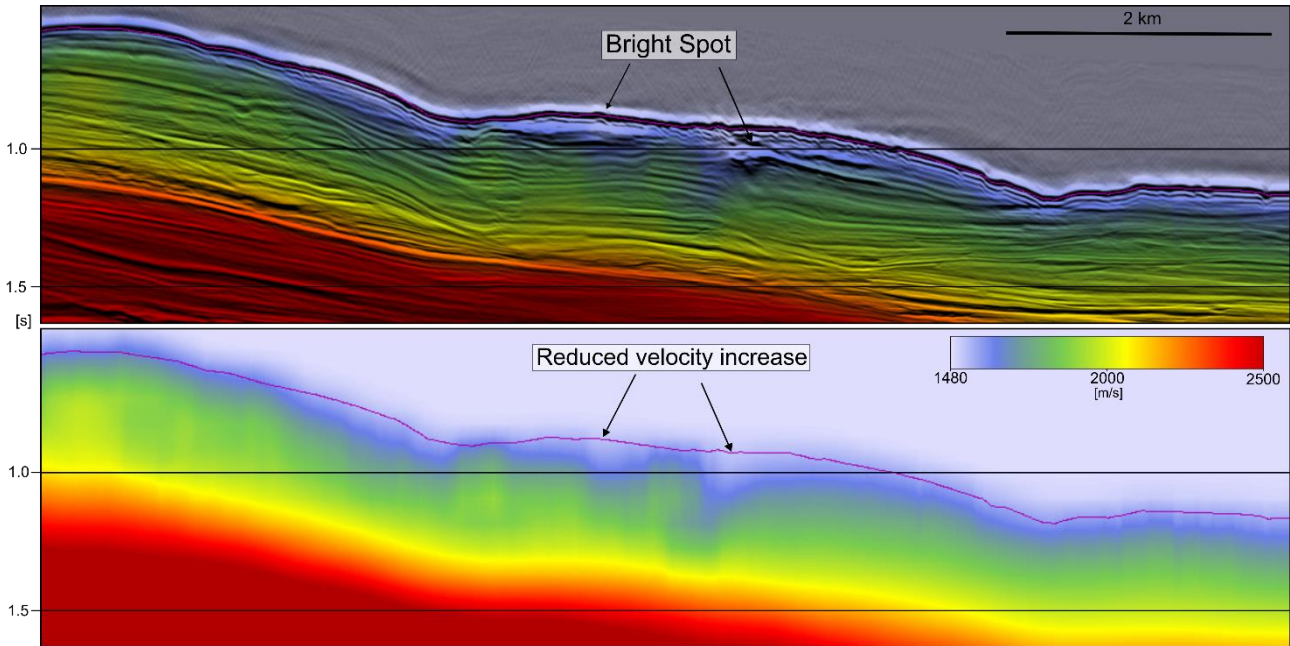 2 km
Bright Spot
1.0
1.5
[s]
Reduced velocity increase
1480 2000 2500
[m/s]
1.0
1.5